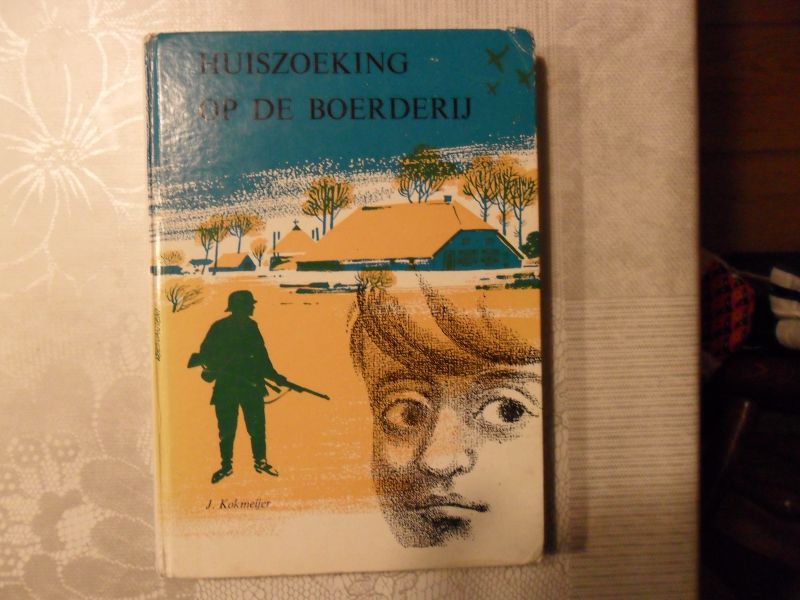 HUISZOEKING
OP DE BOERDERIJ
J. Kokmeijer